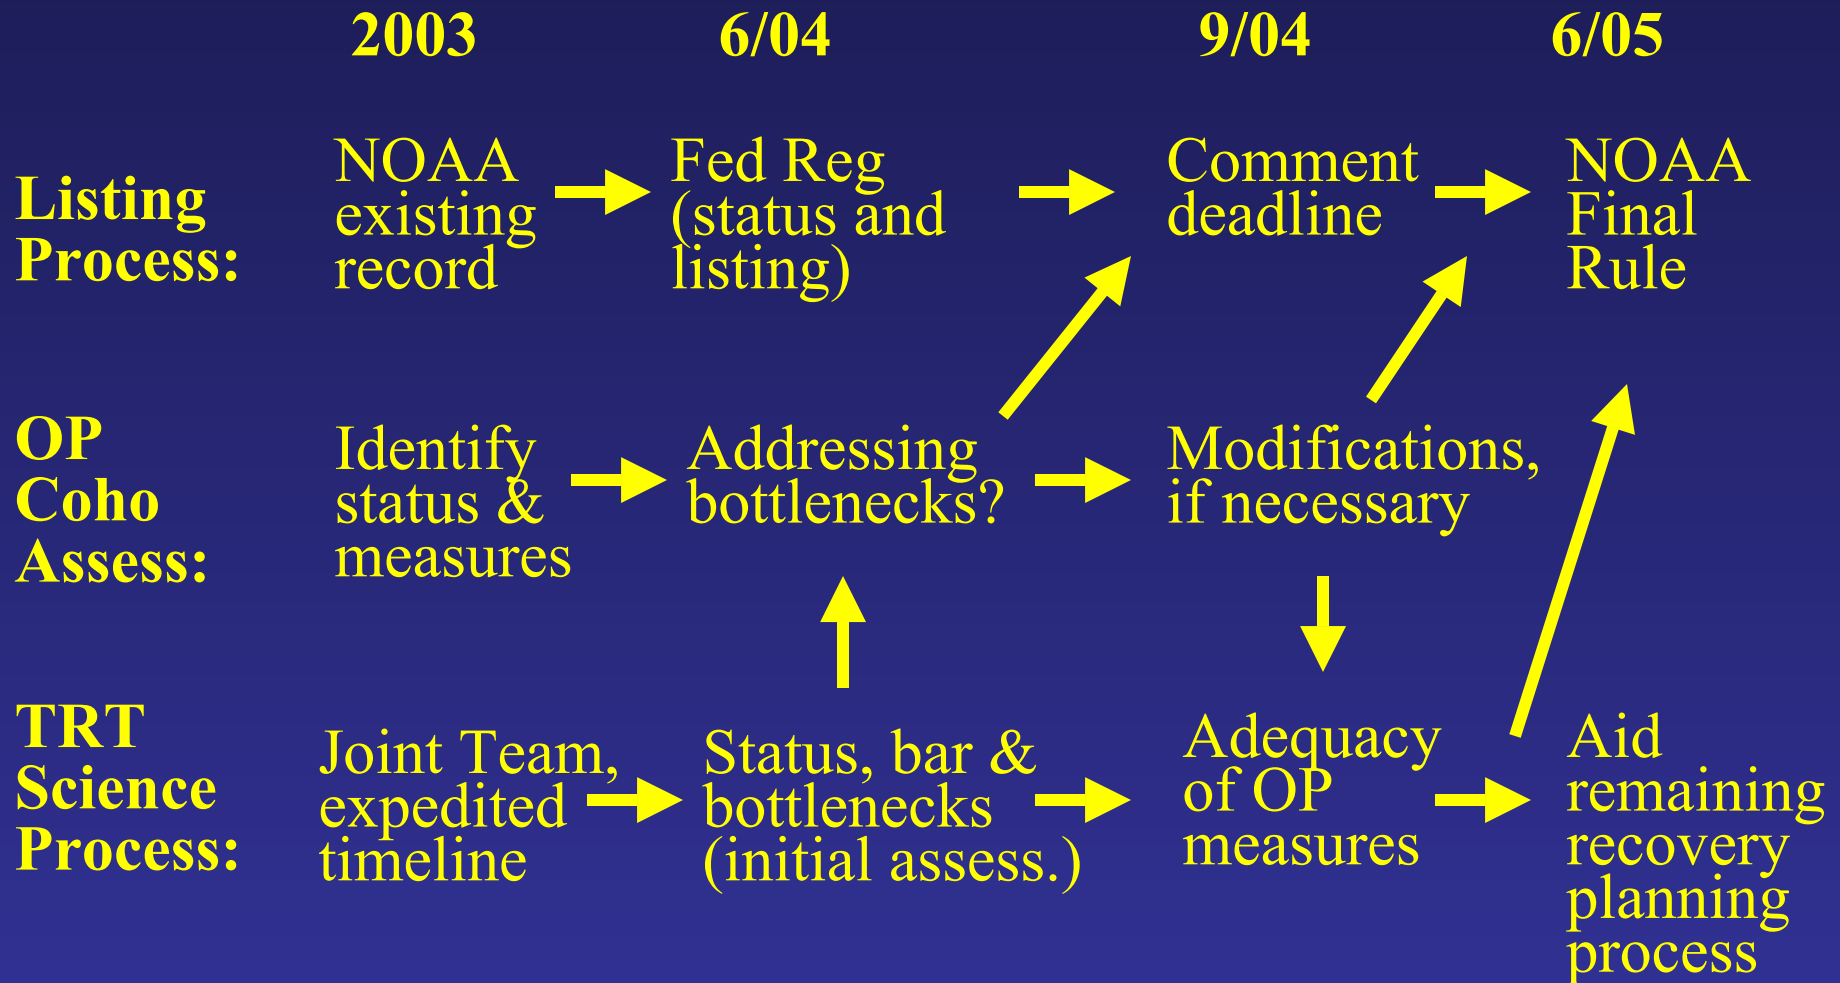 2003 6/04 9/04 6/05
Listing
Process:
NOAA
existing
record
Fed Reg
(status and
listing)
Comment
deadline
NOAA
Final
Rule
OP
Coho
Assess:
Identify
status &
measures
Addressing
bottlenecks?
Modifications,
if necessary
TRT
Science
Process:
Joint Team,
expedited
timeline
Status, bar &
bottlenecks
(initial assess.)
Adequacy
of OP
measures
Aid
remaining
recovery
planning
process